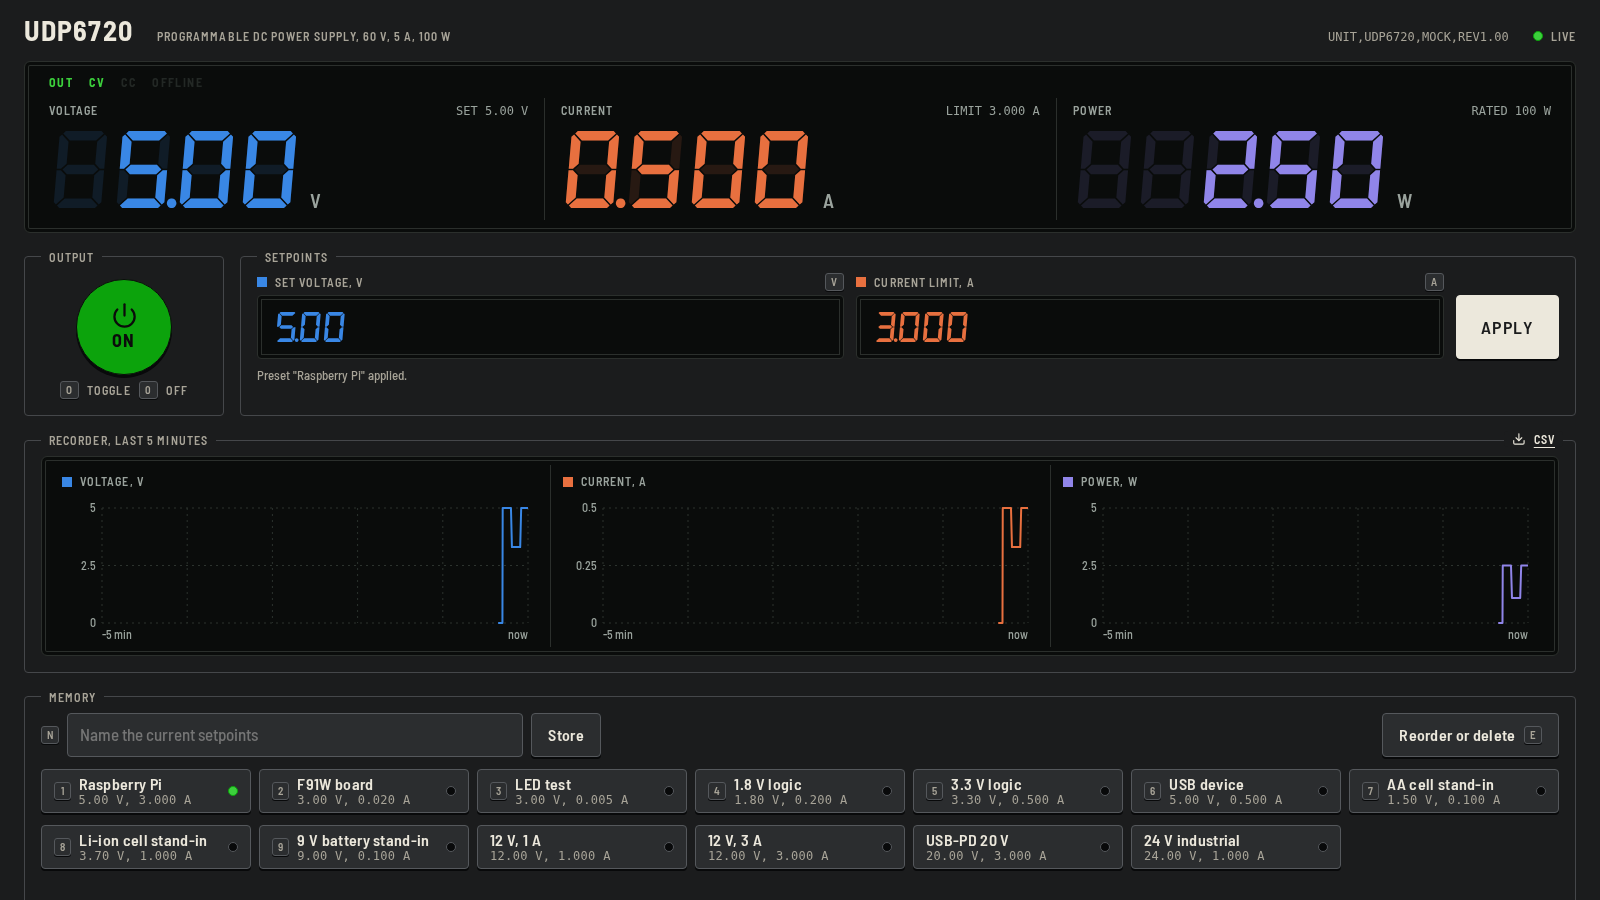 UDP6720 PROGRAMMABLE DC POWER SUPPLY, 60 V, 5 A, 100 W UNIT,UDP6720,MOCK,REV1.00 LIVE
OUT CV CC OFFLINE
VOLTAGE SET 5.00 V CURRENT LIMIT 3.000 A POWER RATED 100 W
5.00 V 0.500 A 2.50 W
OUTPUT SETPOINTS
SET VOLTAGE, V V CURRENT LIMIT, A A
ON 5.00 3.000 APPLY
Preset "Raspberry Pi" applied.
O TOGGLE 0 OFF
RECORDER, LAST 5 MINUTES CSV
VOLTAGE, V CURRENT, A POWER, W
5 0.5 5
2.5 0.25 2.5
0 0 0
-5 min now -5 min now -5 min now
MEMORY
N Name the current setpoints Store Reorder or delete E
1 Raspberry Pi 2 F91W board 3 LED test 4 1.8 V logic 5 3.3 V logic 6 USB device 7 AA cell stand-in
5.00 V, 3.000 A 3.00 V, 0.020 A 3.00 V, 0.005 A 1.80 V, 0.200 A 3.30 V, 0.500 A 5.00 V, 0.500 A 1.50 V, 0.100 A
8 Li-ion cell stand-in 9 9 V battery stand-in 12 V, 1 A 12 V, 3 A USB-PD 20 V 24 V industrial
3.70 V, 1.000 A 9.00 V, 0.100 A 12.00 V, 1.000 A 12.00 V, 3.000 A 20.00 V, 3.000 A 24.00 V, 1.000 A